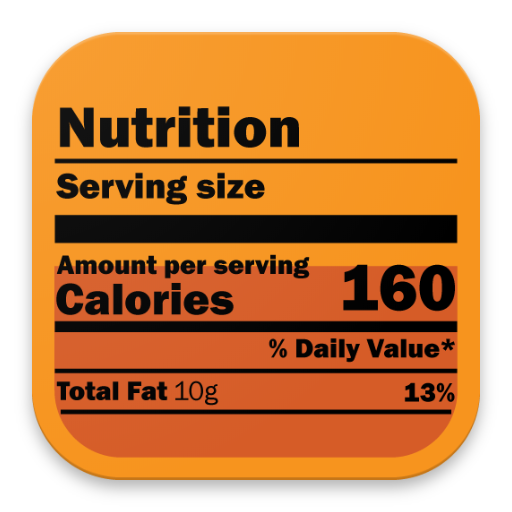 Nutrition
Serving size
Amount per serving
Calories 160
% Daily Value*
Total Fat 10g 13%